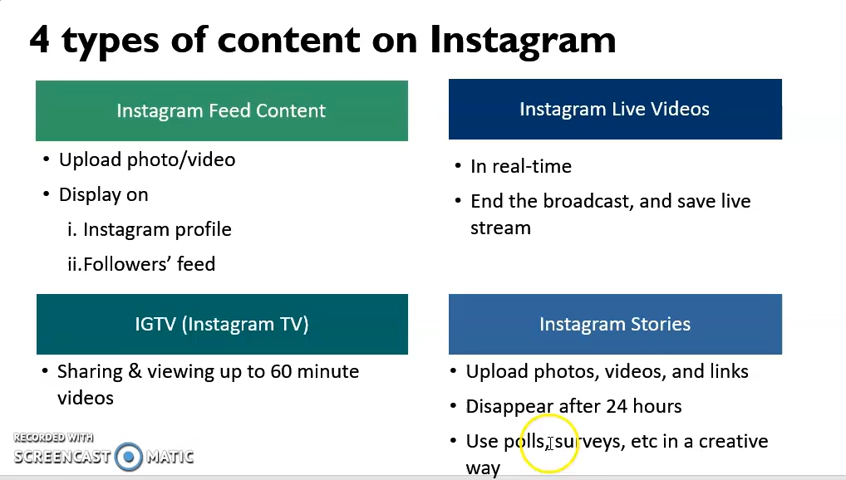 4 types of content on Instagram
Instagram Feed Content
• Upload photo/video
• Display on
i. Instagram profile
ii.Followers' feed
Instagram Live Videos
• In real-time
• End the broadcast, and save live
stream
IGTV (Instagram TV)
• Sharing & viewing up to 60 minute
videos
Instagram Stories
• Upload photos, videos, and links
• Disappear after 24 hours
• Use polls, surveys, etc in a creative
way
RECORDED WITH
SCREENCAST MATIC